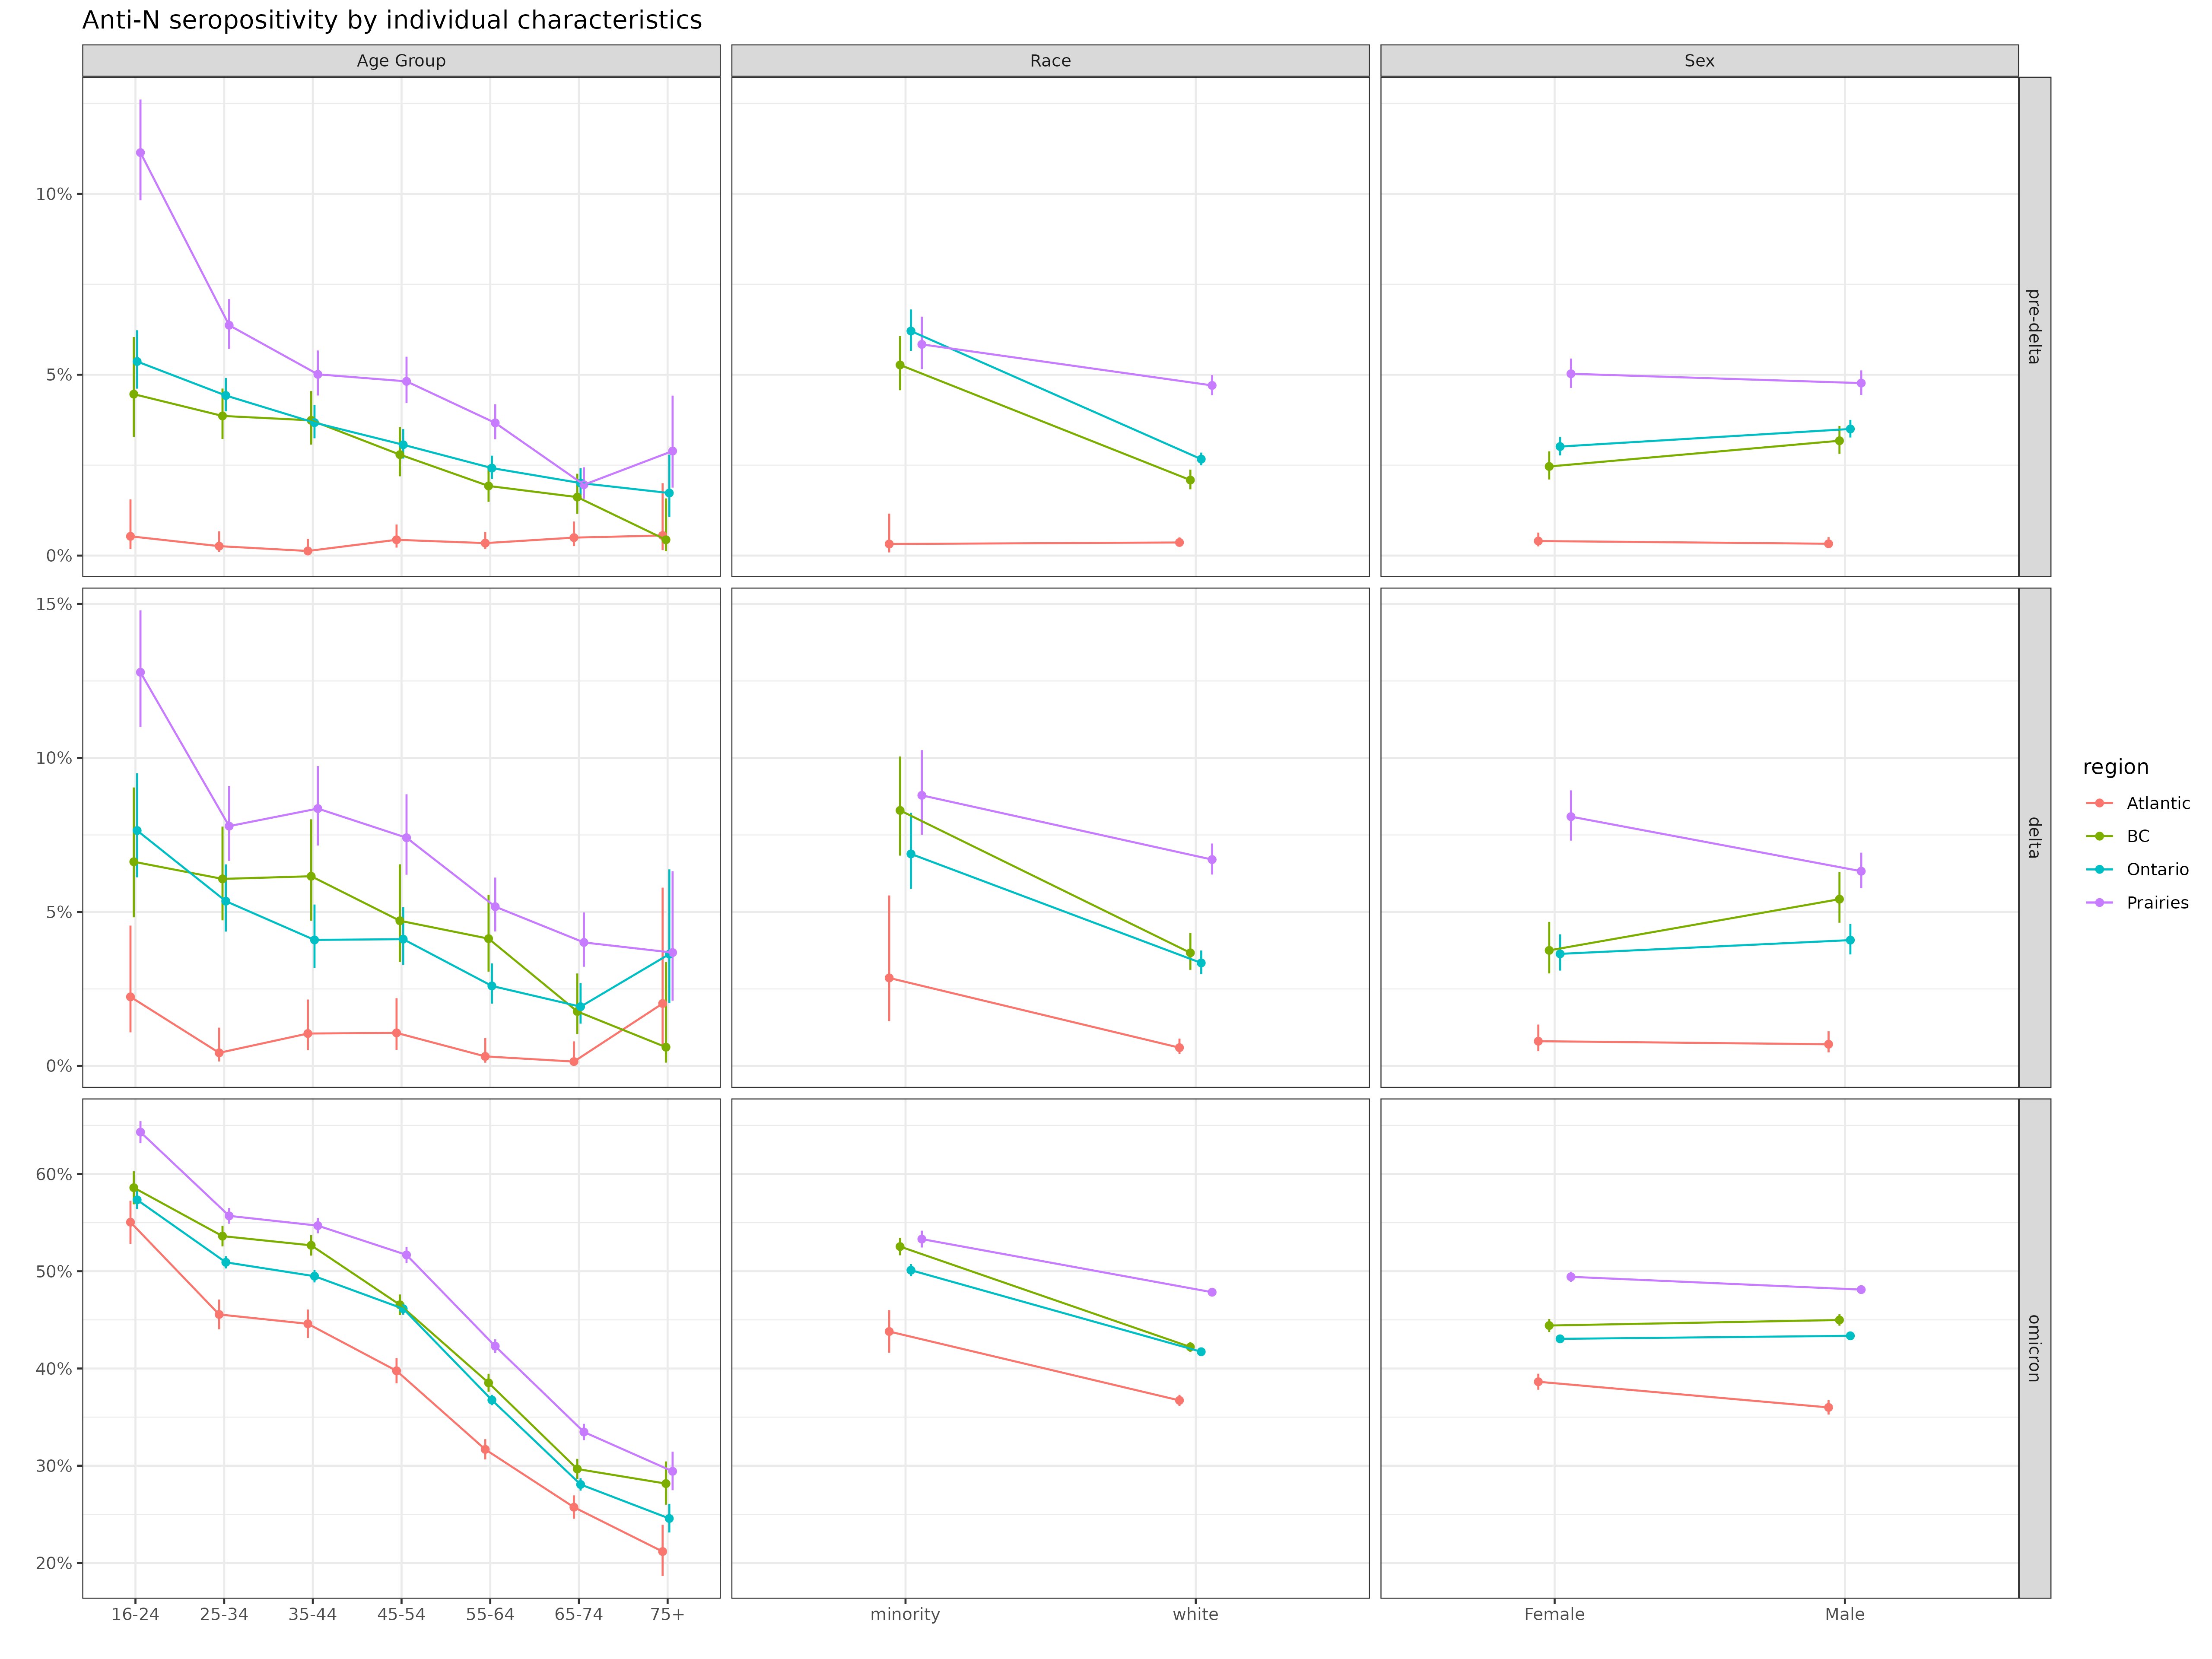 Anti-N seropositivity by individual characteristics
Age Group
Race
Sex
10%
5%
0%
pre-delta
15%
10%
5%
0%
delta
60%
50%
40%
30%
20%
omicron
16-24 25-34 35-44 45-54 55-64 65-74 75+
minority white
Female Male
region
Atlantic
BC
Ontario
Prairies